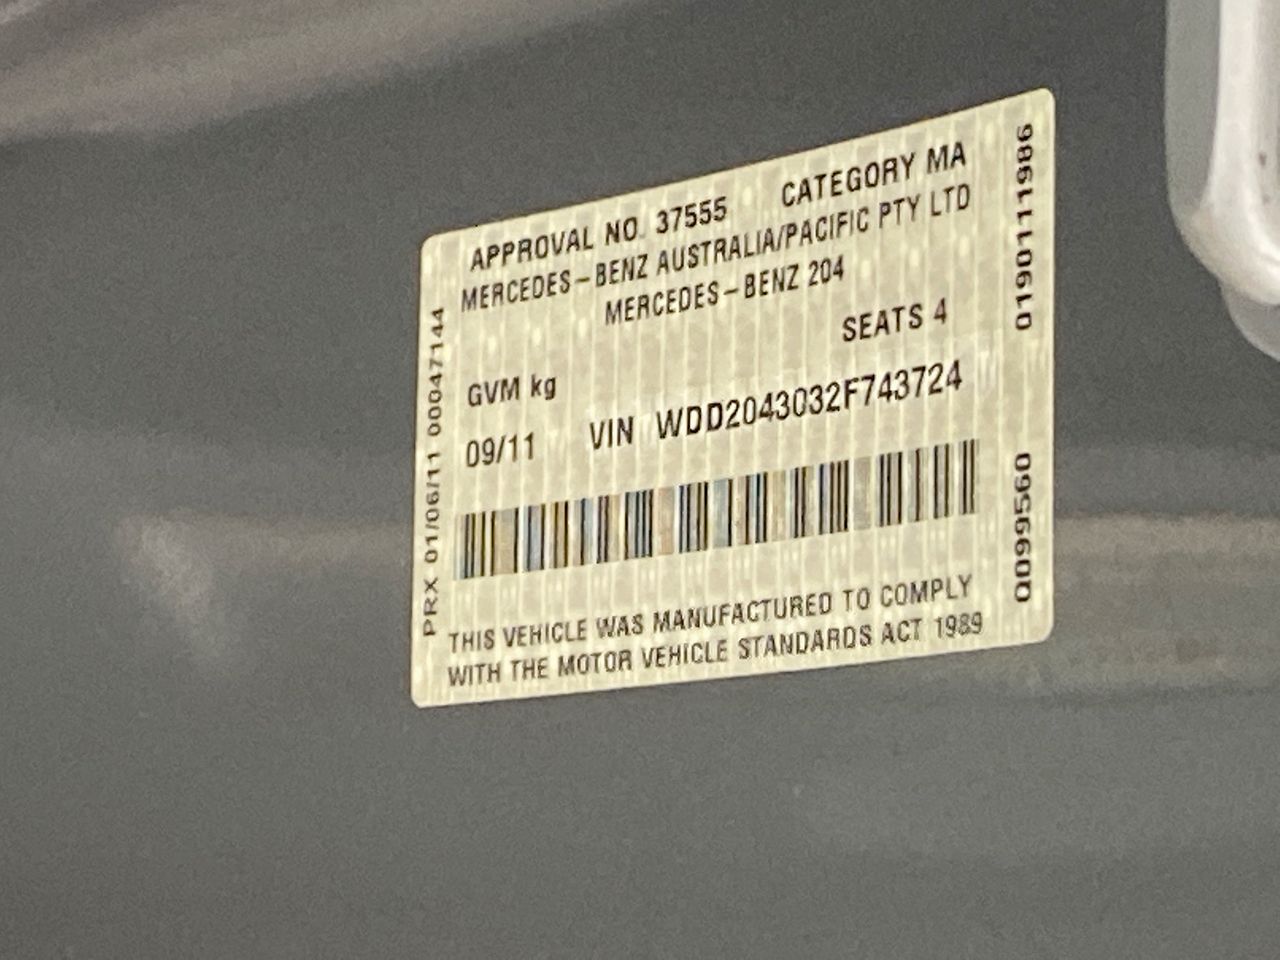 APPROVAL NO. 37555 CATEGORY MA
MERCEDES-BENZ AUSTRALIA/PACIFIC PTY LTD
MERCEDES-BENZ 204
SEATS 4
GVM kg
09/11 VIN WDD2043032F743724
THIS VEHICLE WAS MANUFACTURED TO COMPLY
WITH THE MOTOR VEHICLE STANDARDS ACT 1989
PRX 01/06/11 00047144
Q099560 0190111986